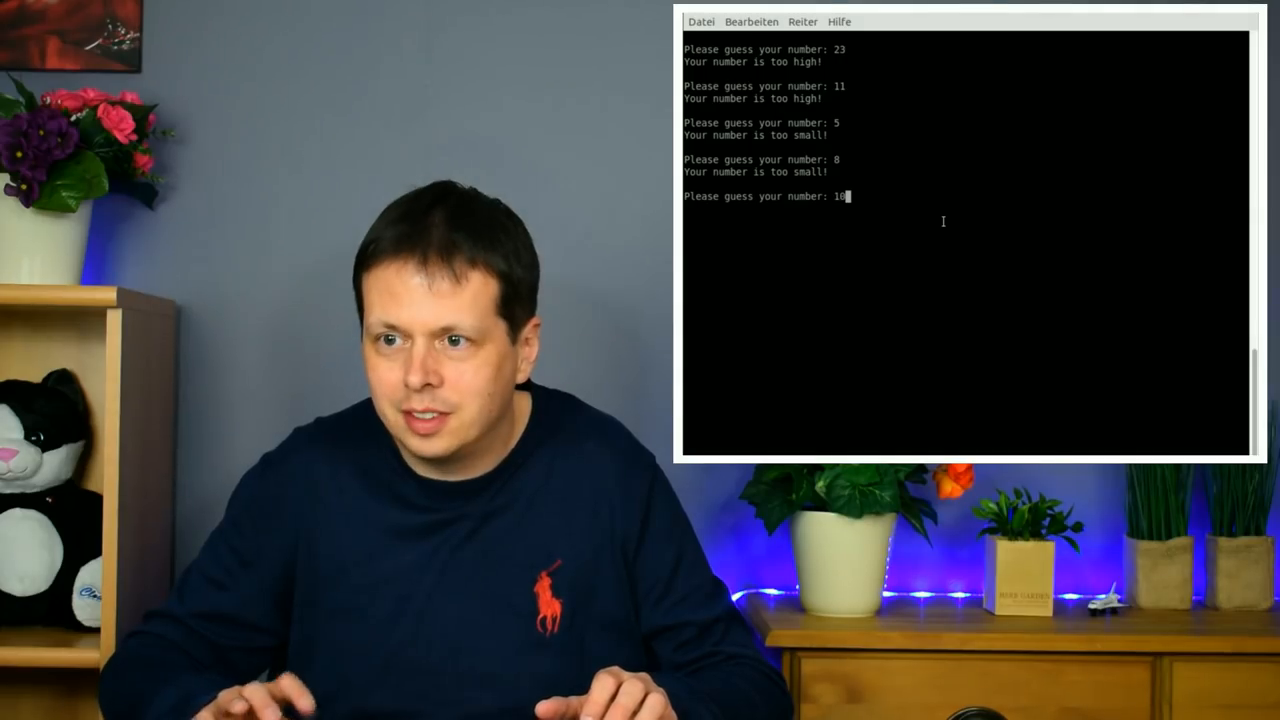 Datei Bearbeiten Reiter Hilfe
Please guess your number: 23
Your number is too high!
Please guess your number: 11
Your number is too high!
Please guess your number: 5
Your number is too small!
Please guess your number: 8
Your number is too small!
Please guess your number: 10
HERB GARDEN